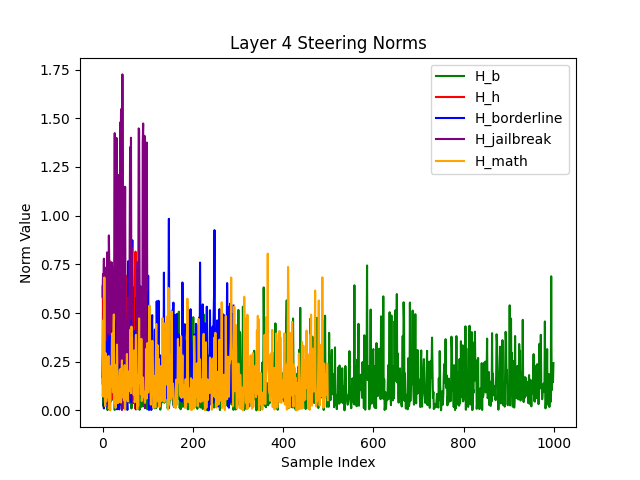 Layer 4 Steering Norms
Norm Value
1.75
1.50
1.25
1.00
0.75
0.50
0.25
0.00
H_b
H_h
H_borderline
H_jailbreak
H_math
0 200 400 600 800 1000
Sample Index